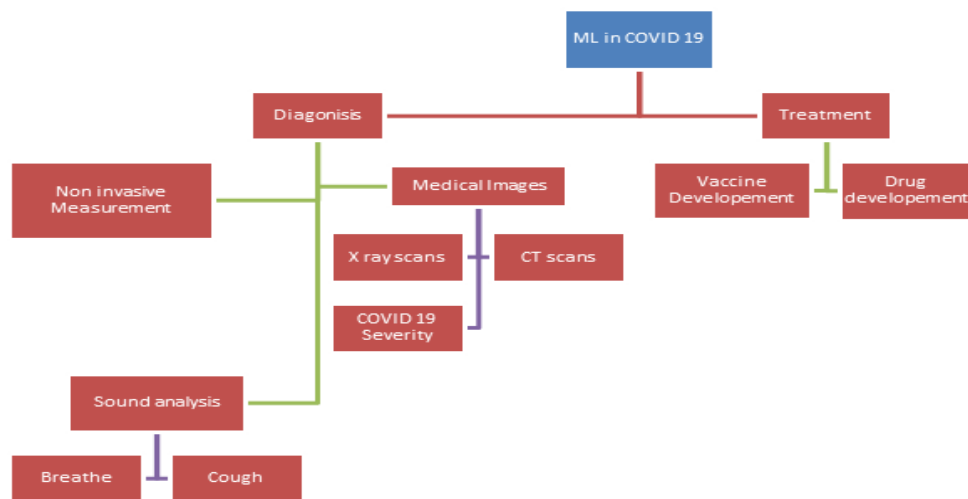 ML in COVID 19
Diagonisis
Treatment
Non invasive
Measurement
Medical Images
Vaccine
Developement
Drug
developement
X ray scans
CT scans
COVID 19
Severity
Sound analysis
Breathe
Cough